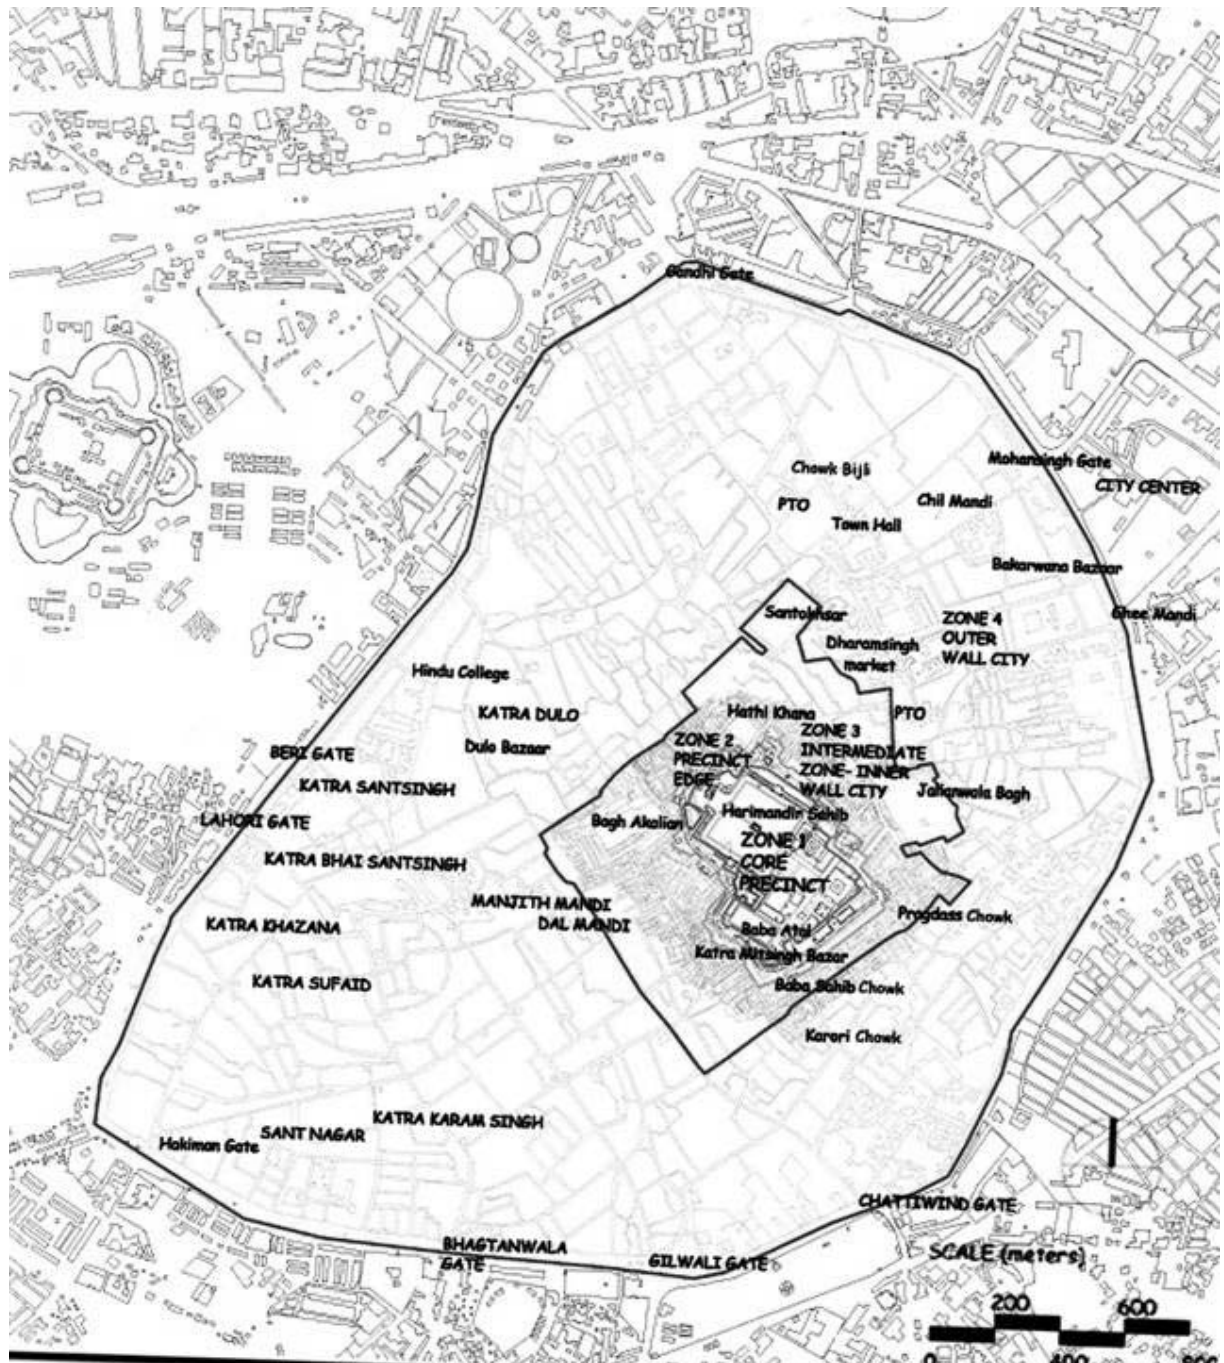 Gandhi Gate
Chowk Bijli
Mohansingh Gate
CITY CENTER
PTO
Chil Mandi
Town Hall
Bakarwana Bazaar
Santokhsar
Ghee Mandi
ZONE 4
OUTER
WALL CITY
Dharamsingh
market
Hindu College
KATRA DULO
Hathi Khana
PTO
ZONE 2
PRECINCT
EDGE
ZONE 3
INTERMEDIATE
ZONE- INNER
WALL CITY
Dulo Bazaar
BERI GATE
KATRA SANTSINGH
Jallanwala Bagh
LAHORI GATE
Bagh Akalian
Harimandir Sahib
ZONE 1
CORE
PRECINCT
KATRA BHAI SANTSINGH
MANJITH MANDI
DAL MANDI
Pragdass Chowk
KATRA KHAZANA
Baba Atal
Katra Mitsingh Bazar
KATRA SUFAID
Baba Sahib Chowk
Karori Chowk
KATRA KARAM SINGH
Hakiman Gate
SANT NAGAR
CHATTIWIND GATE
BHAGTANWALA
GATE
GILWALI GATE
SCALE (meters)
200 600
0 400 800